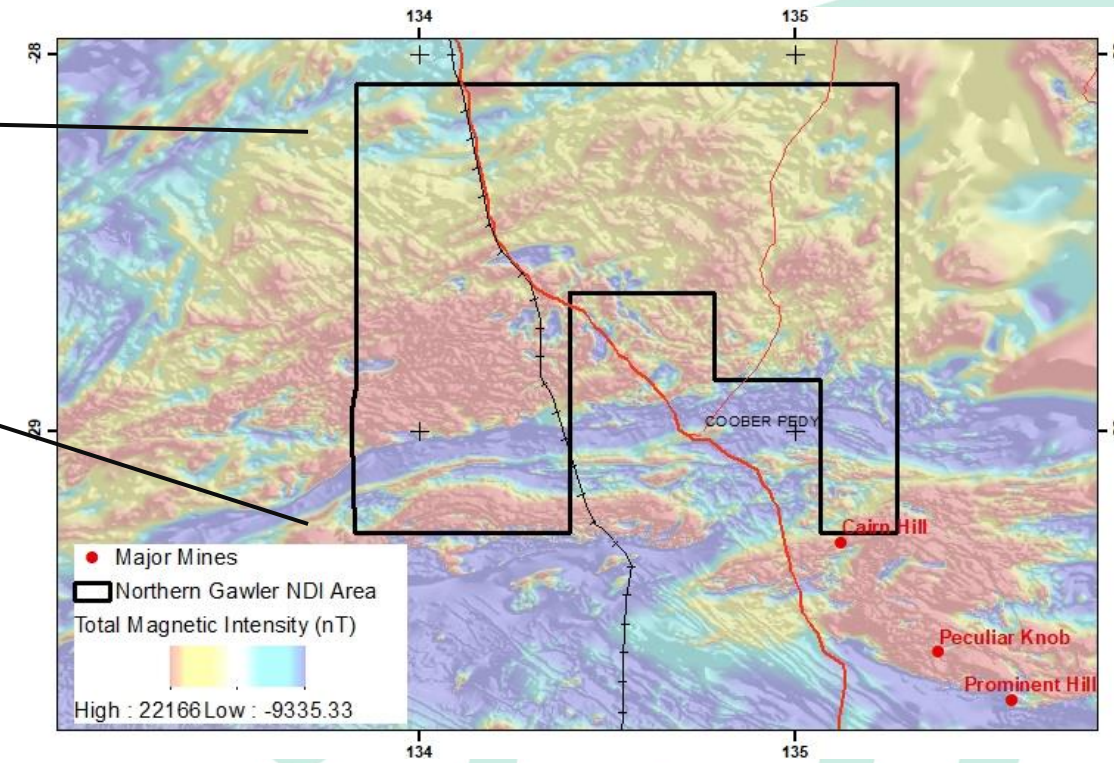 134 135
28
29
COOBER PEDY
Cairn Hill
Peculiar Knob
Prominent Hill
Major Mines
Northern Gawler NDI Area
Total Magnetic Intensity (nT)
High : 22166 Low : -9335.33
134 135